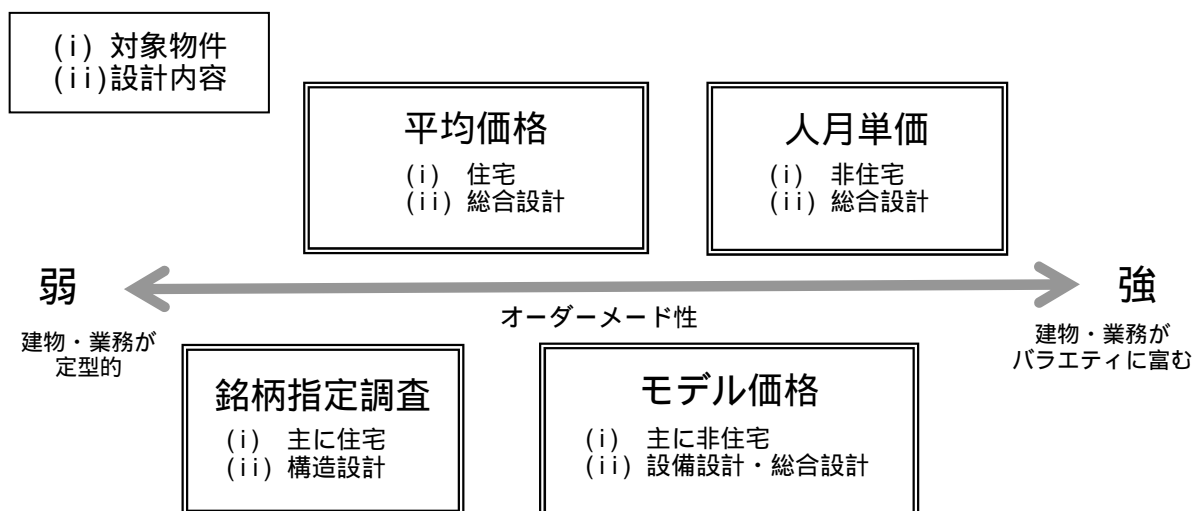 (i) 対象物件
(ii)設計内容
平均価格
(i) 住宅
(ii) 総合設計
人月単価
(i) 非住宅
(ii) 総合設計
弱
強
オーダーメード性
建物・業務が
定型的
建物・業務が
バラエティに富む
銘柄指定調査
(i) 主に住宅
(ii) 構造設計
モデル価格
(i) 主に非住宅
(ii) 設備設計・総合設計